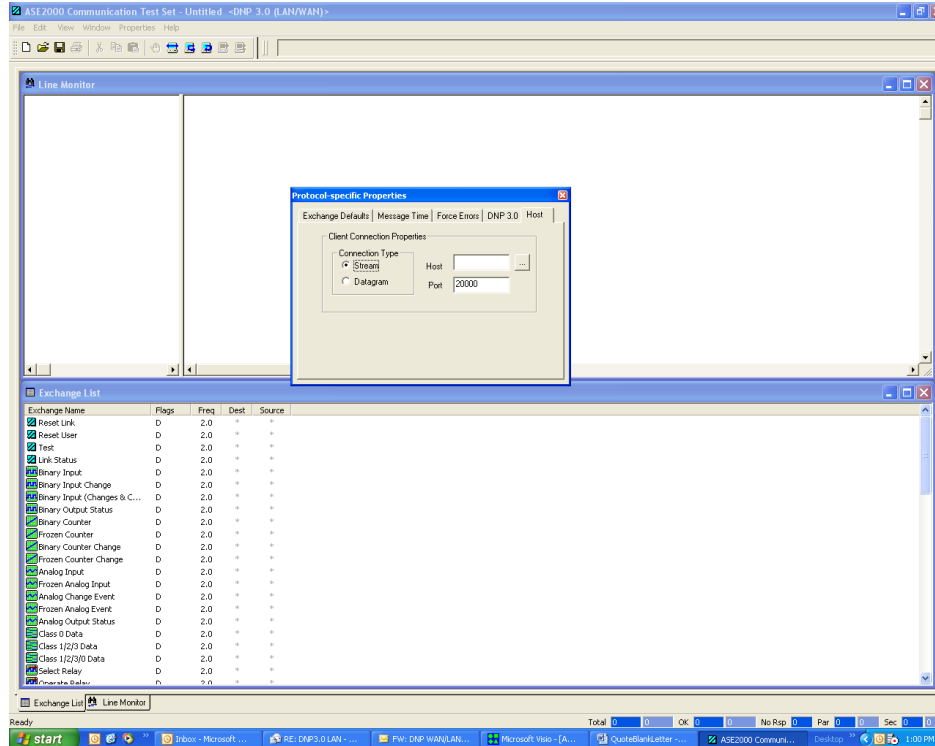 ASE2000 Communication Test Set - Untitled <DNP 3.0 (LAN/WAN)>
File Edit View Window Properties Help
Line Monitor
Protocol-specific Properties
Exchange Defaults Message Time Force Errors DNP 3.0 Host
Client Connection Properties
Connection Type
Stream
Datagram
Host ...
Port 20000
Exchange List
Exchange Name Flags Freq Dest Source
Reset Link D 2.0 * *
Reset User D 2.0 * *
Test D 2.0 * *
Link Status D 2.0 * *
Binary Input D 2.0 * *
Binary Input Change D 2.0 * *
Binary Input (Changes & C... D 2.0 * *
Binary Output Status D 2.0 * *
Binary Counter D 2.0 * *
Frozen Counter D 2.0 * *
Binary Counter Change D 2.0 * *
Frozen Counter Change D 2.0 * *
Analog Input D 2.0 * *
Frozen Analog Input D 2.0 * *
Analog Change Event D 2.0 * *
Frozen Analog Event D 2.0 * *
Analog Output Status D 2.0 * *
Class 0 Data D 2.0 * *
Class 1/2/3 Data D 2.0 * *
Class 1/2/3/0 Data D 2.0 * *
Select Relay D 2.0 * *
Operate Relay D 2.0 * *
Exchange List Line Monitor
Ready Total 0 0 OK 0 0 No Rsp 0 Par 0 0 Sec 0 0
start Inbox - Microsoft ... RE: DNP3.0 LAN - ... FW: DNP WAN/LAN... Microsoft Visio - [A... QuoteBlankLetter -... ASE2000 Communi... Desktop 1:00 PM